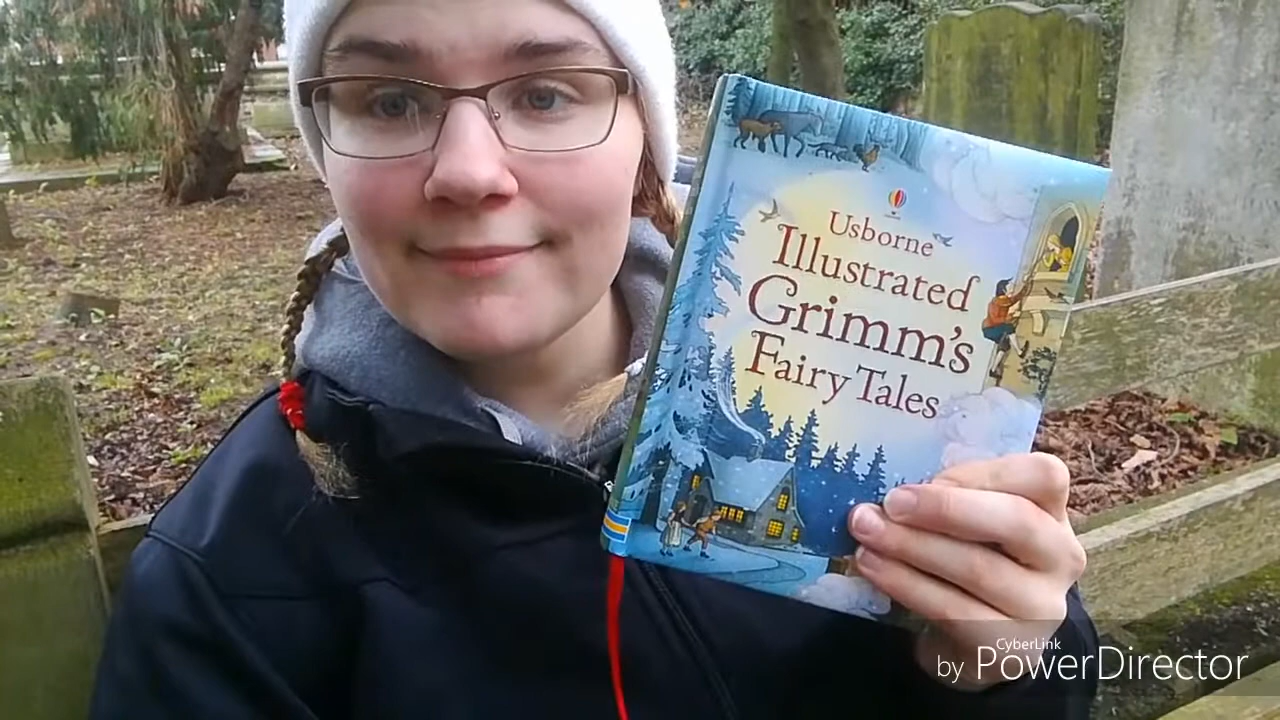 Usborne
Illustrated
Grimm's
Fairy Tales
CyberLink
by PowerDirector